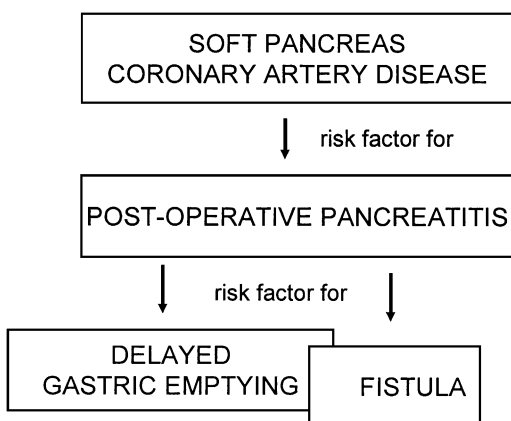 SOFT PANCREAS
CORONARY ARTERY DISEASE
risk factor for
POST-OPERATIVE PANCREATITIS
risk factor for
DELAYED
GASTRIC EMPTYING
FISTULA